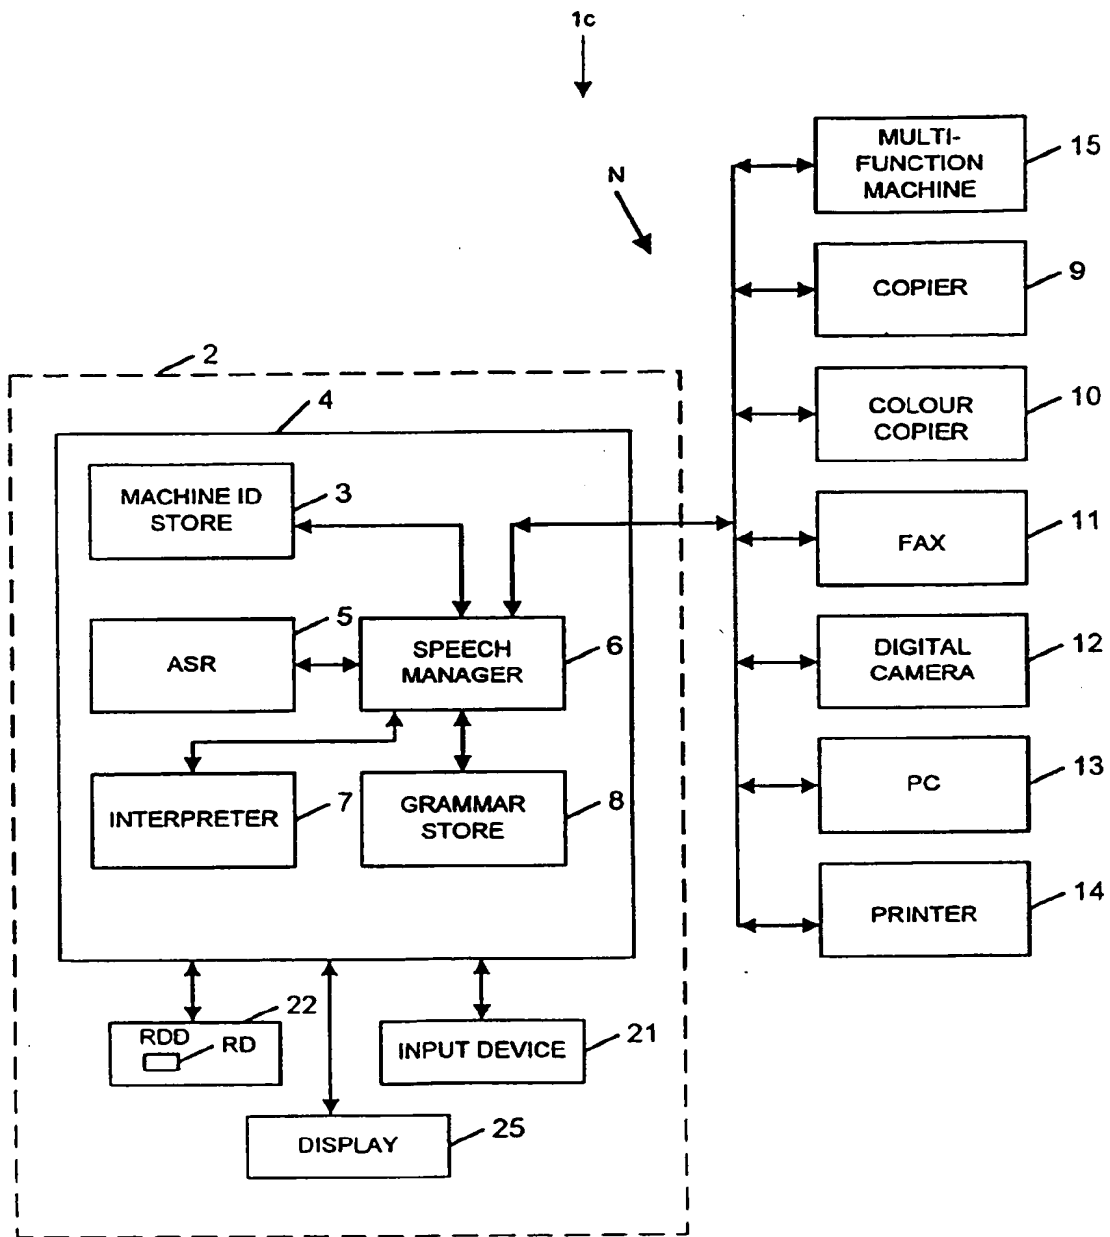 1c
N
MULTI-
FUNCTION
MACHINE
15
COPIER
9
COLOUR
COPIER
10
FAX
11
DIGITAL
CAMERA
12
PC
13
PRINTER
14
2
4
MACHINE ID
STORE
3
ASR
5
SPEECH
MANAGER
6
INTERPRETER
7
GRAMMAR
STORE
8
RDD
RD
22
INPUT DEVICE
21
DISPLAY
25